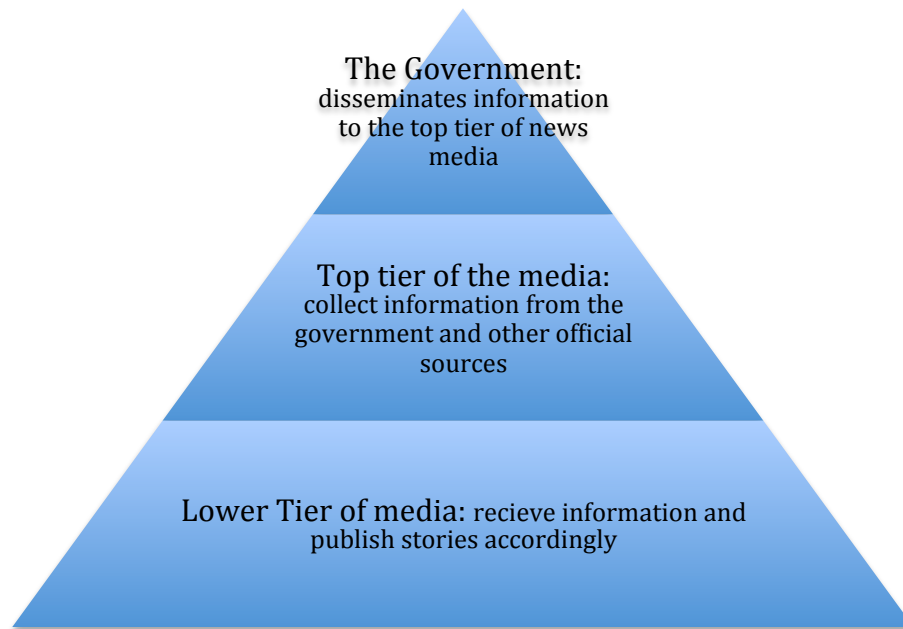 The Government:
disseminates information
to the top tier of news
media
Top tier of the media:
collect information from the
government and other official
sources
Lower Tier of media: recieve information and
publish stories accordingly